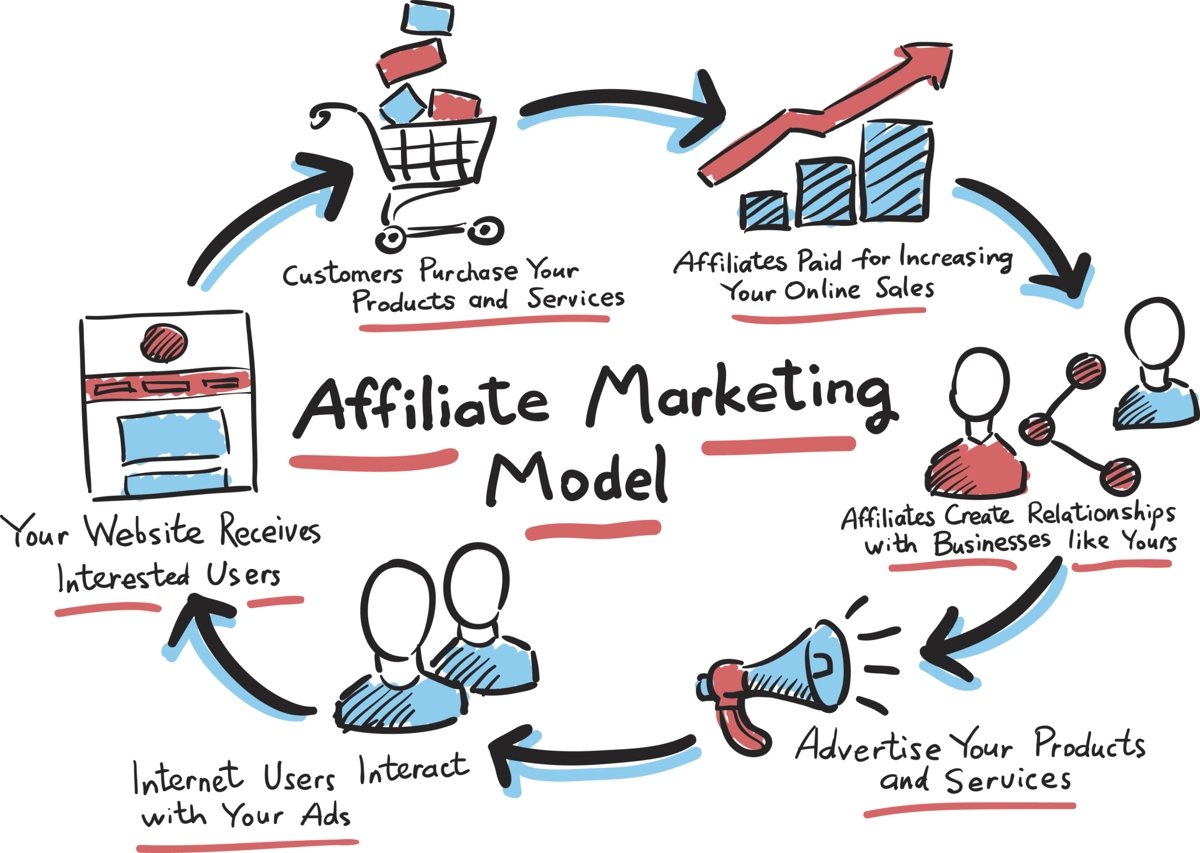 Affiliate Marketing
Model
Customers Purchase Your
Products and Services
Affiliates Paid for Increasing
Your Online Sales
Affiliates Create Relationships
with Businesses like Yours
Advertise Your Products
and Services
Internet Users Interact
with Your Ads
Your Website Receives
Interested Users